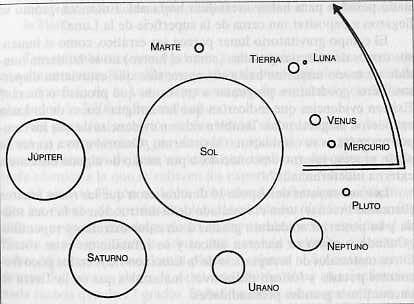 MARTE
TIERRA
LUNA
VENUS
MERCURIO
SOL
JÚPITER
PLUTO
NEPTUNO
SATURNO
URANO